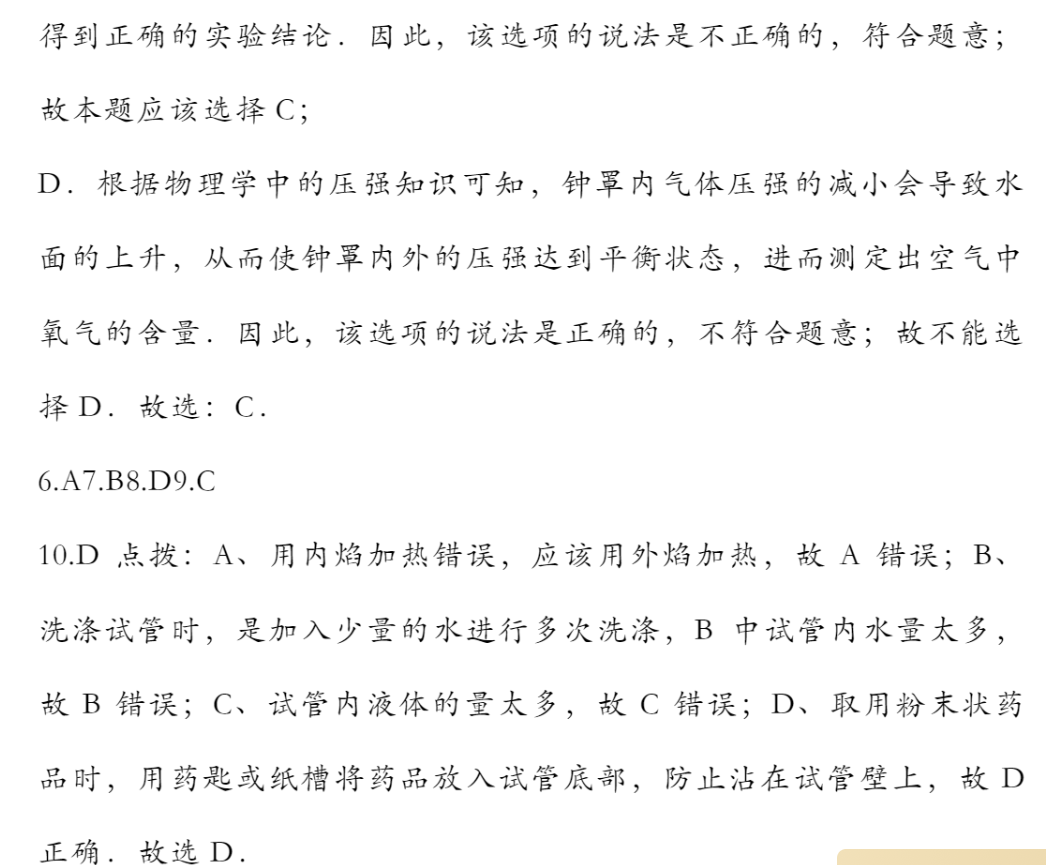 得到正确的实验结论．因此，该选项的说法是不正确的，符合题意；
故本题应该选择 C；
D．根据物理学中的压强知识可知，钟罩内气体压强的减小会导致水
面的上升，从而使钟罩内外的压强达到平衡状态，进而测定出空气中
氧气的含量．因此，该选项的说法是正确的，不符合题意；故不能选
择 D．故选：C．
6.A7.B8.D9.C
10.D 点拨：A、用内焰加热错误，应该用外焰加热，故 A 错误；B、
洗涤试管时，是加入少量的水进行多次洗涤，B 中试管内水量太多，
故 B 错误；C、试管内液体的量太多，故 C 错误；D、取用粉末状药
品时，用药匙或纸槽将药品放入试管底部，防止沾在试管壁上，故 D
正确．故选 D．